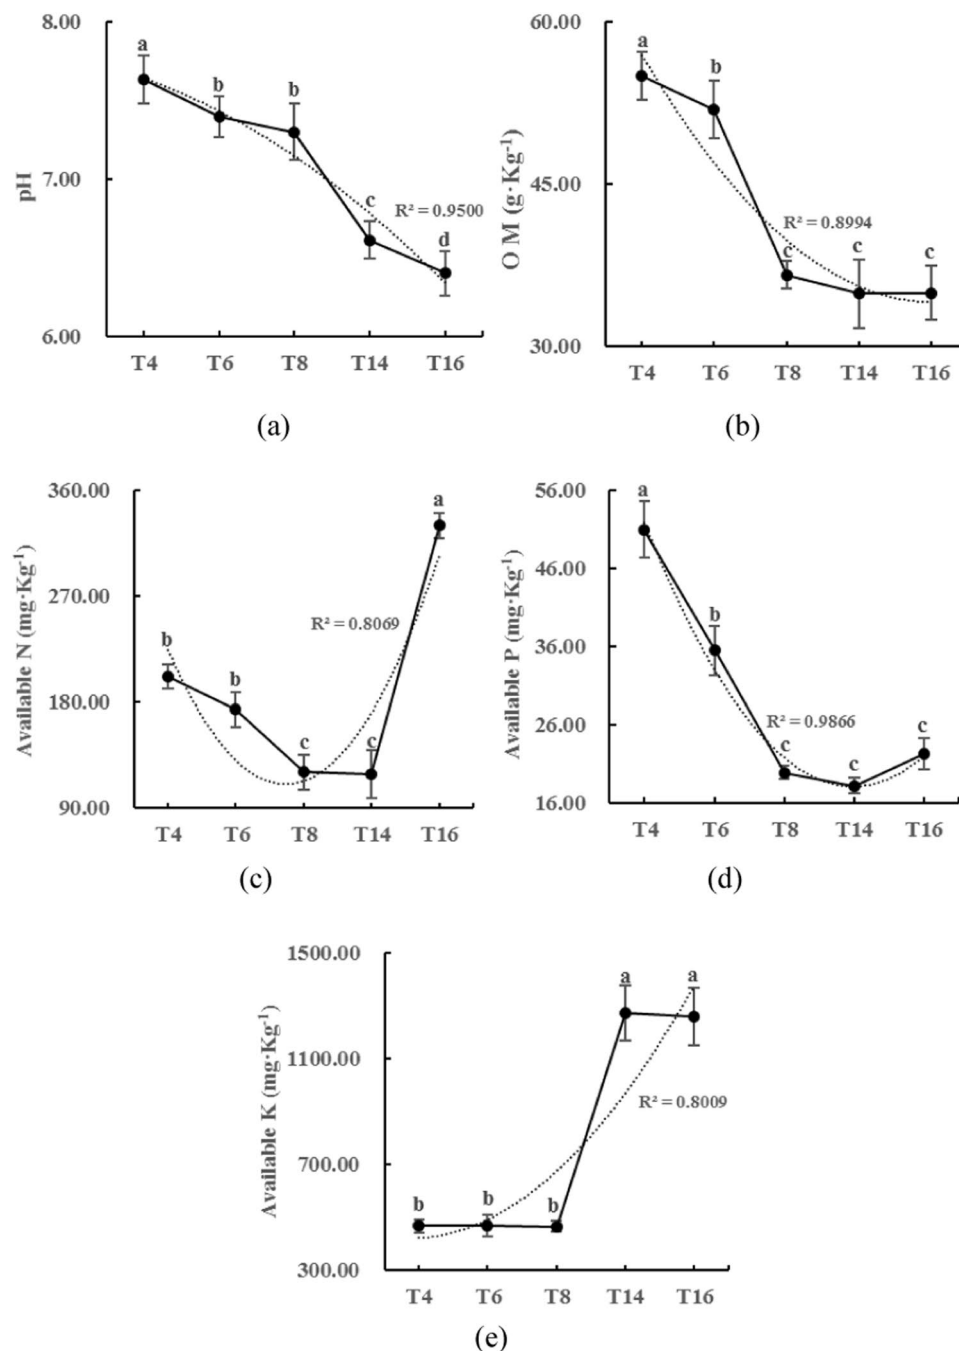 8.00
7.00
6.00
pH
a
b
b
c
d
R² = 0.9500
T4 T6 T8 T14 T16
(a)
60.00
45.00
30.00
O M (g·Kg⁻¹)
a
b
c
c
c
R² = 0.8994
T4 T6 T8 T14 T16
(b)
360.00
270.00
180.00
90.00
Available N (mg·Kg⁻¹)
b
b
c
c
a
R² = 0.8069
T4 T6 T8 T14 T16
(c)
56.00
46.00
36.00
26.00
16.00
Available P (mg·Kg⁻¹)
a
b
c
c
c
R² = 0.9866
T4 T6 T8 T14 T16
(d)
1500.00
1100.00
700.00
300.00
Available K (mg·Kg⁻¹)
b
b
b
a
a
R² = 0.8009
T4 T6 T8 T14 T16
(e)